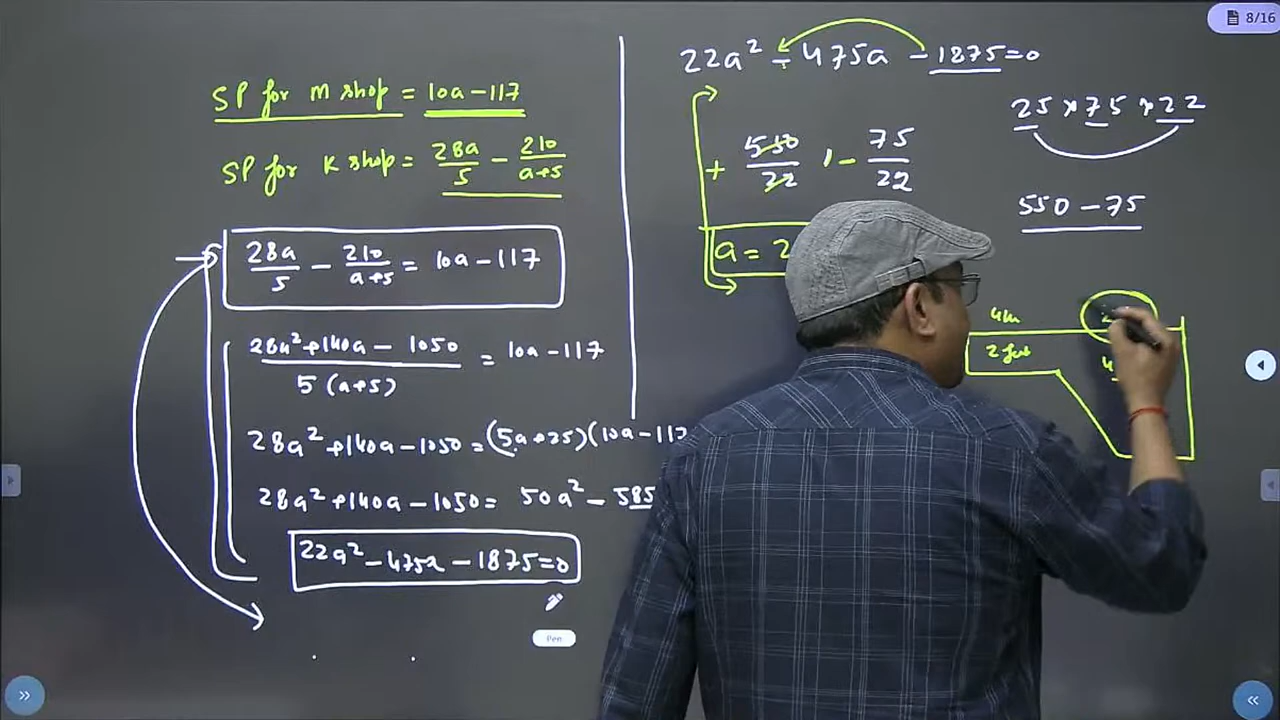 SP for M shop = 10a - 117
SP for K shop = 28a/5 - 210/a+5
28a/5 - 210/a+5 = 10a - 117
28a² + 140a - 1050 / 5(a+5) = 10a - 117
28a² + 140a - 1050 = (5a+25)(10a - 117
28a² + 140a - 1050 = 50a² - 585
22a² - 475a - 1875 = 0
Pen
8/16
22a² - 475a - 1875 = 0
25 × 75 × 22
+ 550/22 , - 75/22
550 - 75
a = 2
4m
2 feet